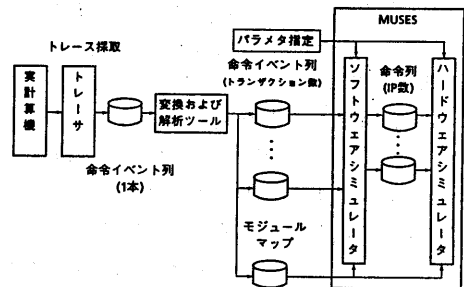 MUSES
トレース採取
パラメタ指定
実計算機
トレーサ
変換および
解析ツール
命令イベント列
(1本)
命令イベント列
(トランザクション数)
モジュール
マップ
ソフトウェアシミュレータ
命令列
(IP数)
ハードウェアシミュレータ